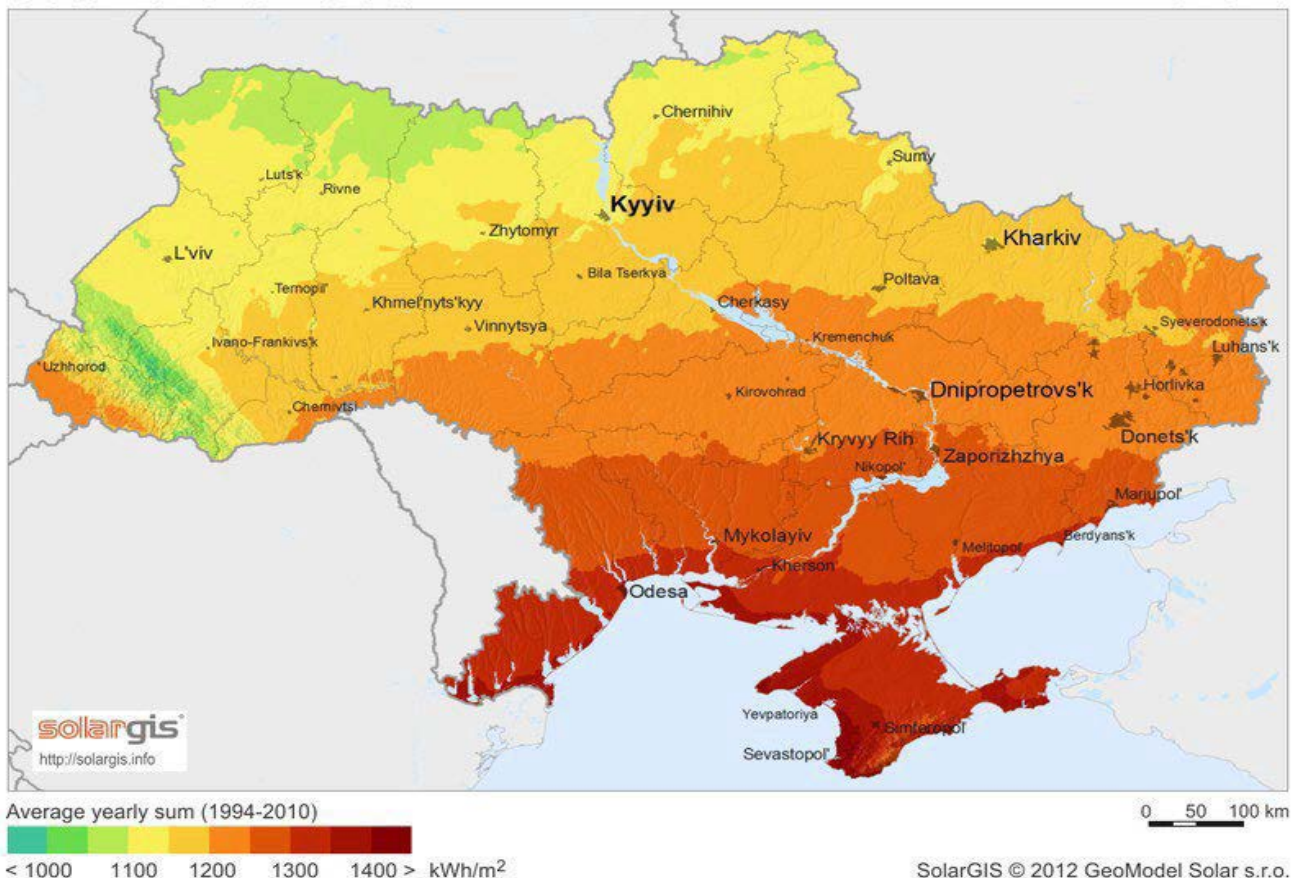 Chernihiv
Sumy
Luts'k
Rivne
Kyyiv
Zhytomyr
Kharkiv
L'viv
Bila Tserkva
Poltava
Ternopil'
Khmel'nyts'kyy
Cherkasy
Vinnytsya
Syeverodonets'k
Ivano-Frankivs'k
Kremenchuk
Luhans'k
Uzhhorod
Horlivka
Kirovohrad
Dnipropetrovs'k
Chernivtsi
Donets'k
Kryvyy Rih
Zaporizhzhya
Nikopol'
Marjupol'
Mykolayiv
Berdyans'k
Melitopol'
Kherson
Odesa
Yevpatoriya
Simferopol'
Sevastopol'
solargis
http://solargis.info
Average yearly sum (1994-2010)
0 50 100 km
< 1000 1100 1200 1300 1400 > kWh/m²
SolarGIS © 2012 GeoModel Solar s.r.o.